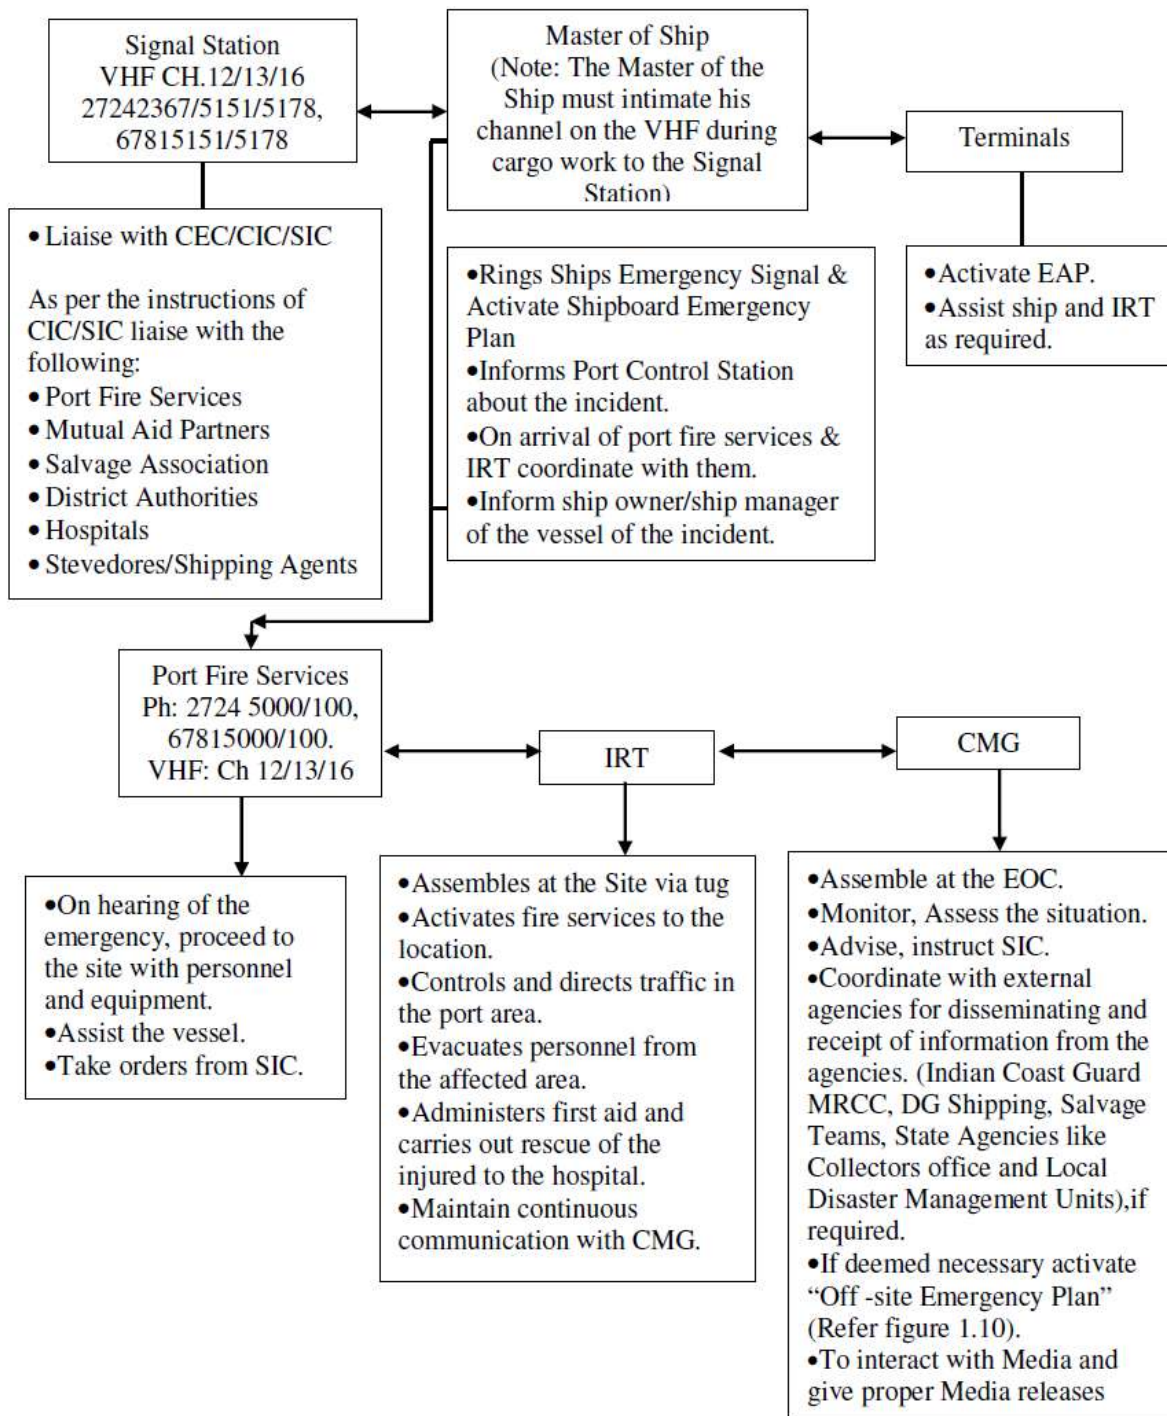 Signal Station
VHF CH.12/13/16
27242367/5151/5178,
67815151/5178
Master of Ship
(Note: The Master of the
Ship must intimate his
channel on the VHF during
cargo work to the Signal
Station)
Terminals
•Liaise with CEC/CIC/SIC
As per the instructions of
CIC/SIC liaise with the
following:
•Port Fire Services
•Mutual Aid Partners
•Salvage Association
•District Authorities
•Hospitals
•Stevedores/Shipping Agents
•Rings Ships Emergency Signal &
Activate Shipboard Emergency
Plan
•Informs Port Control Station
about the incident.
•On arrival of port fire services &
IRT coordinate with them.
•Inform ship owner/ship manager
of the vessel of the incident.
•Activate EAP.
•Assist ship and IRT
as required.
Port Fire Services
Ph: 2724 5000/100,
67815000/100.
VHF: Ch 12/13/16
IRT
CMG
•On hearing of the
emergency, proceed to
the site with personnel
and equipment.
•Assist the vessel.
•Take orders from SIC.
•Assembles at the Site via tug
•Activates fire services to the
location.
•Controls and directs traffic in
the port area.
•Evacuates personnel from
the affected area.
•Administers first aid and
carries out rescue of the
injured to the hospital.
•Maintain continuous
communication with CMG.
•Assemble at the EOC.
•Monitor, Assess the situation.
•Advise, instruct SIC.
•Coordinate with external
agencies for disseminating and
receipt of information from the
agencies. (Indian Coast Guard
MRCC, DG Shipping, Salvage
Teams, State Agencies like
Collectors office and Local
Disaster Management Units),if
required.
•If deemed necessary activate
“Off -site Emergency Plan”
(Refer figure 1.10).
•To interact with Media and
give proper Media releases